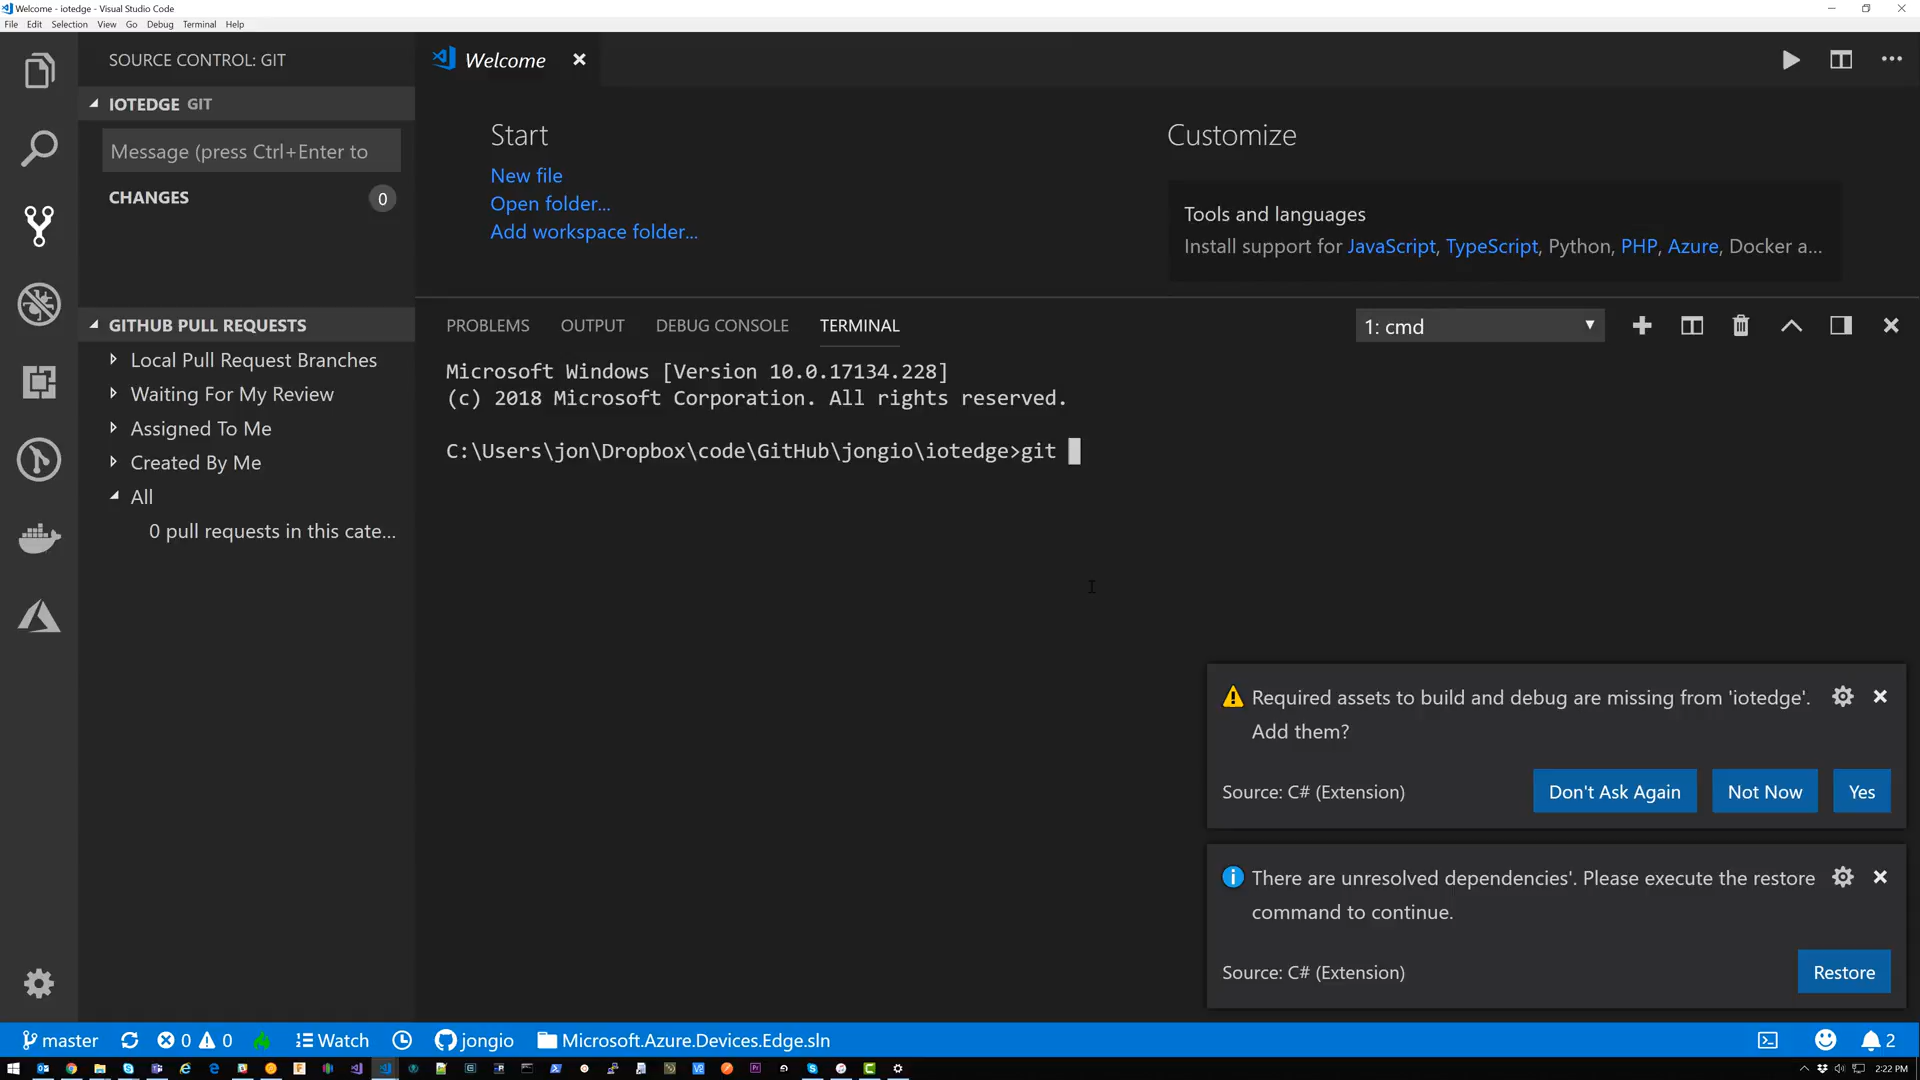 Welcome - iotedge - Visual Studio Code
File Edit Selection View Go Debug Terminal Help
SOURCE CONTROL: GIT
IOTEDGE GIT
Message (press Ctrl+Enter to
CHANGES 0
GITHUB PULL REQUESTS
Local Pull Request Branches
Waiting For My Review
Assigned To Me
Created By Me
All
0 pull requests in this cate...
Welcome
Start
New file
Open folder...
Add workspace folder...
Customize
Tools and languages
Install support for JavaScript, TypeScript, Python, PHP, Azure, Docker a...
PROBLEMS OUTPUT DEBUG CONSOLE TERMINAL
1: cmd
Microsoft Windows [Version 10.0.17134.228]
(c) 2018 Microsoft Corporation. All rights reserved.
C:\Users\jon\Dropbox\code\GitHub\jongio\iotedge>git
Required assets to build and debug are missing from 'iotedge'.
Add them?
Source: C# (Extension)
Don't Ask Again Not Now Yes
There are unresolved dependencies'. Please execute the restore
command to continue.
Source: C# (Extension)
Restore
master 0 0 Watch jongio Microsoft.Azure.Devices.Edge.sln 2
2:22 PM